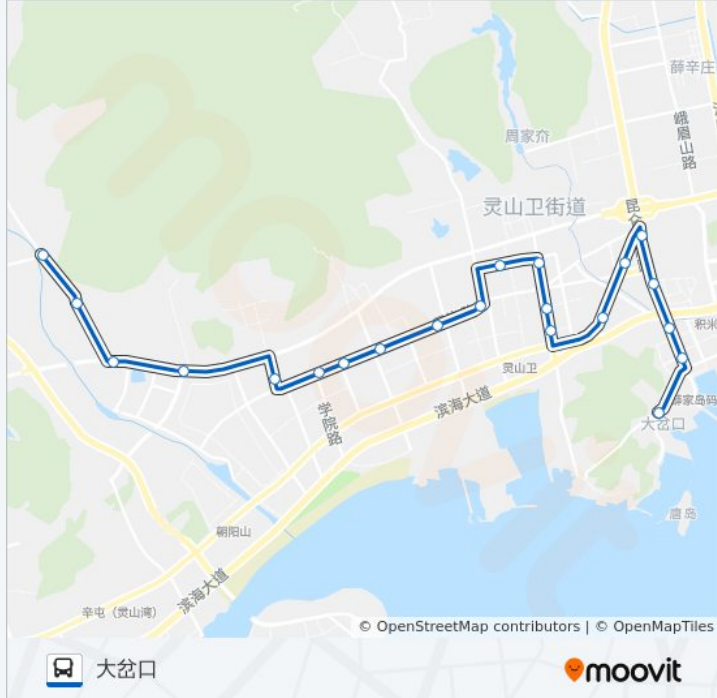 薛辛庄
峨眉山路
周家夼
灵山卫街道
昆仑
积米
灵山卫
薛家岛码
大岔口
滨海大道
学院路
唐岛
朝阳山
滨海大道
辛屯（灵山湾）
© OpenStreetMap contributors | © OpenMapTiles
大岔口
moovit